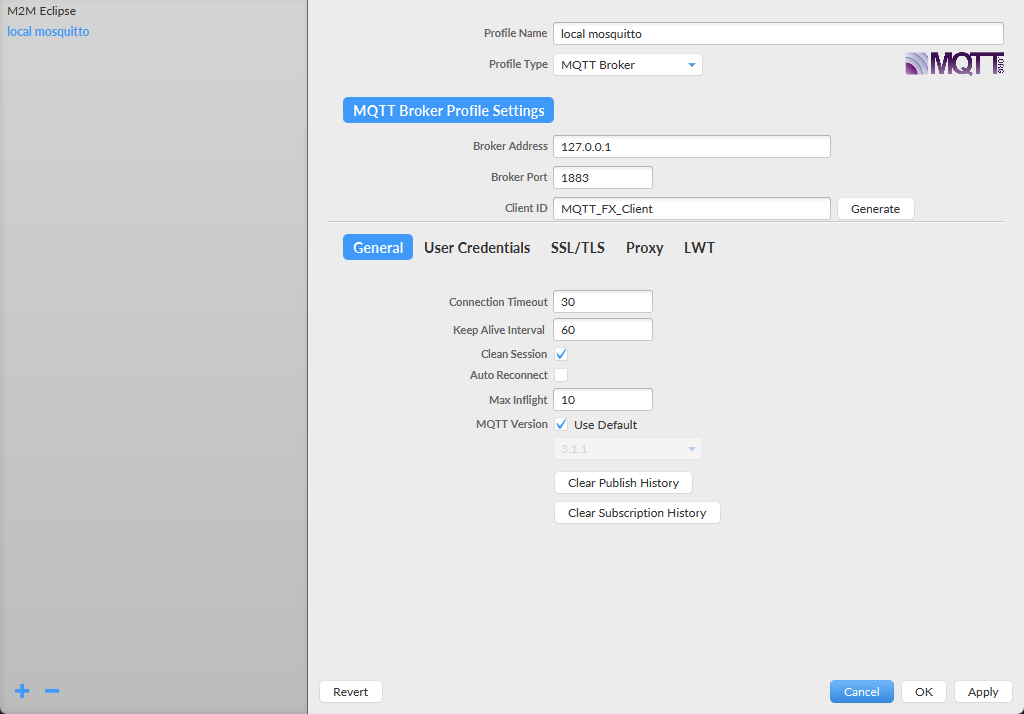 M2M Eclipse
local mosquitto
Profile Name local mosquitto
Profile Type MQTT Broker
MQTT.ORG
MQTT Broker Profile Settings
Broker Address 127.0.0.1
Broker Port 1883
Client ID MQTT_FX_Client Generate
General User Credentials SSL/TLS Proxy LWT
Connection Timeout 30
Keep Alive Interval 60
Clean Session
Auto Reconnect
Max Inflight 10
MQTT Version Use Default
3.1.1
Clear Publish History
Clear Subscription History
Revert Cancel OK Apply